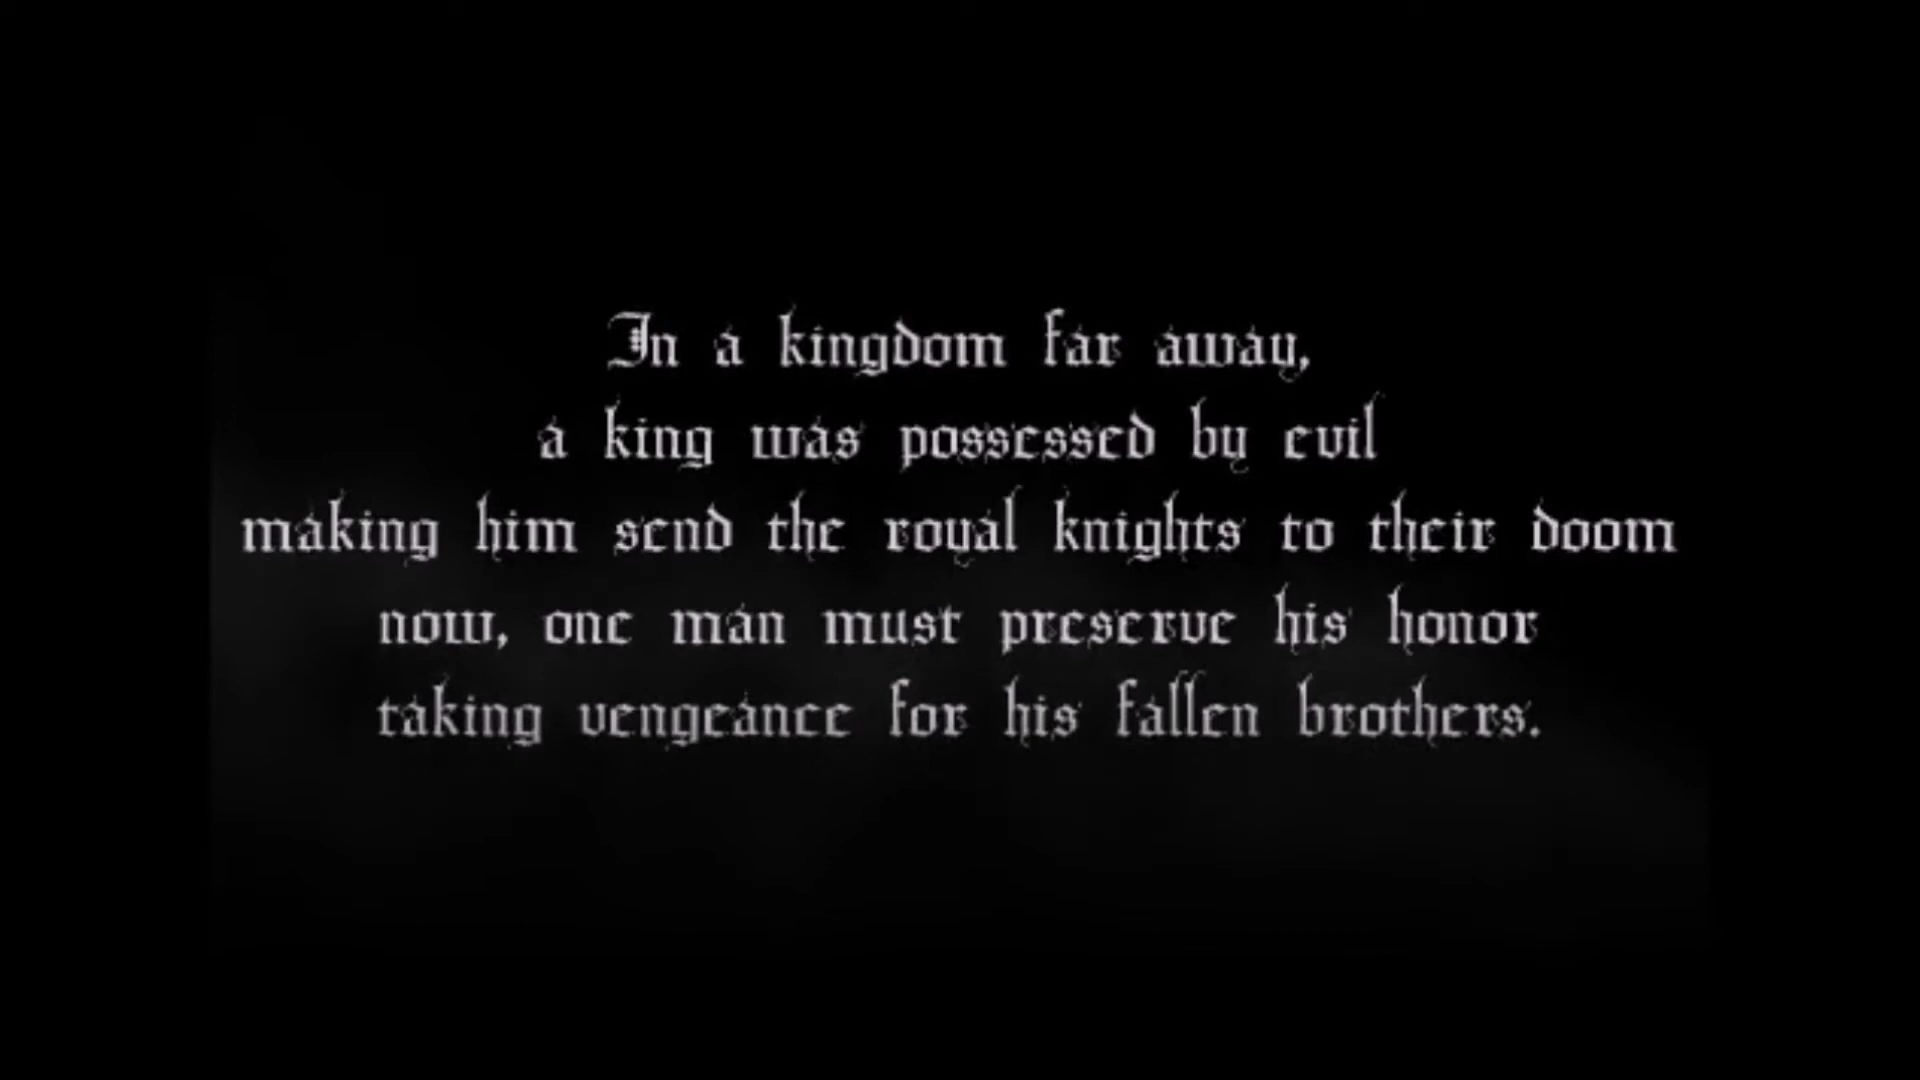 In a kingdom far away,
a king was possessed by evil
making him send the royal knights to their doom
now, one man must preserve his honor
taking vengeance for his fallen brothers.